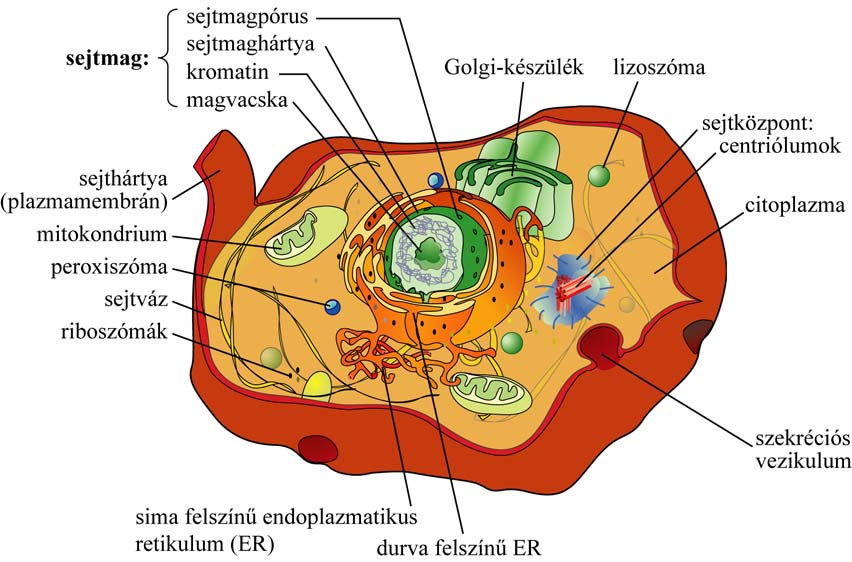 sejtmag:
sejtmagpórus
sejtmaghártya
kromatin
magvacska
Golgi-készülék
lizoszóma
sejtközpont:
centriólumok
citoplazma
sejthártya
(plazmamembrán)
mitokondrium
peroxiszóma
sejtváz
riboszómák
szekréciós
vezikulum
sima felszínű endoplazmatikus
retikulum (ER)
durva felszínű ER